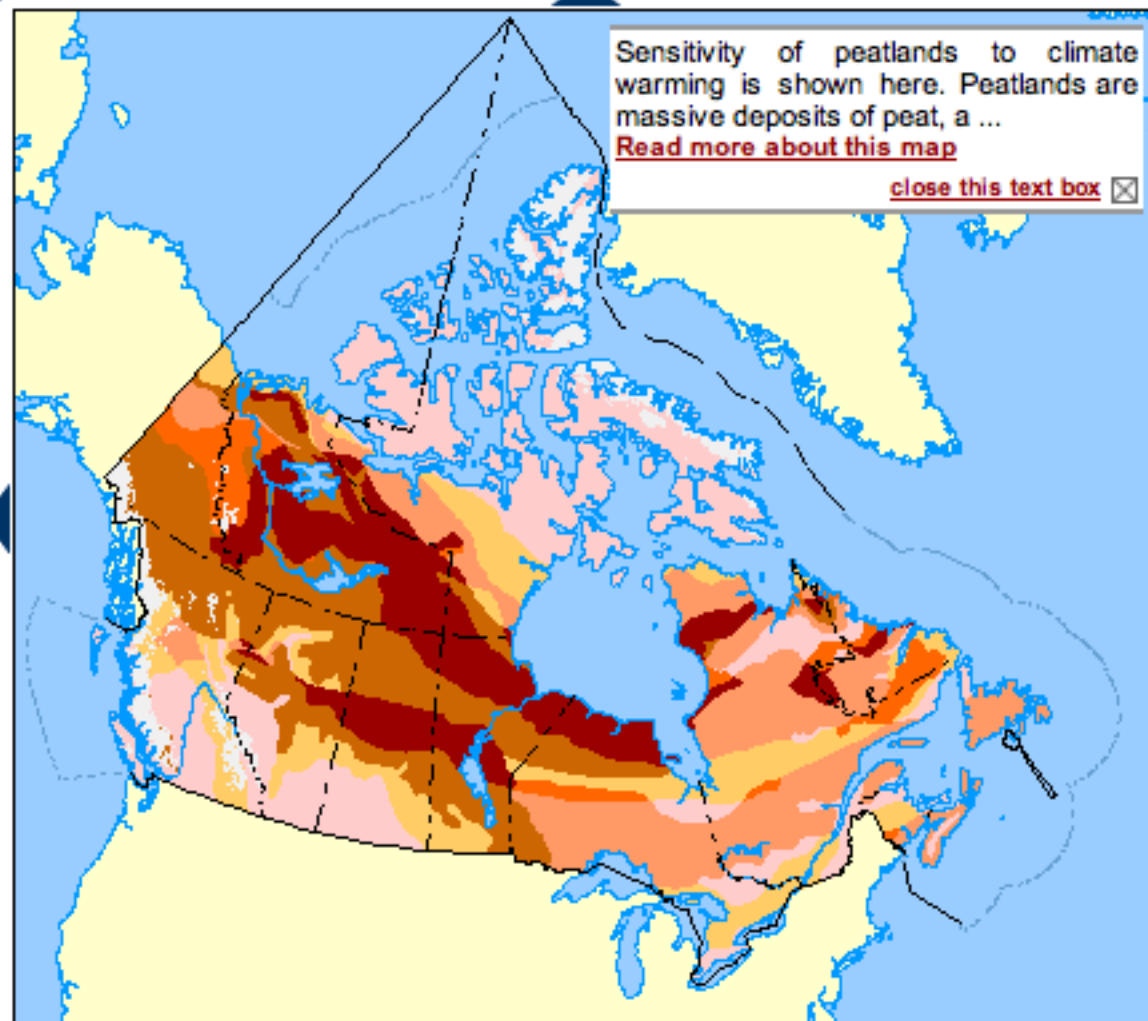 Sensitivity of peatlands to climate
warming is shown here. Peatlands are
massive deposits of peat, a ...
Read more about this map
close this text box